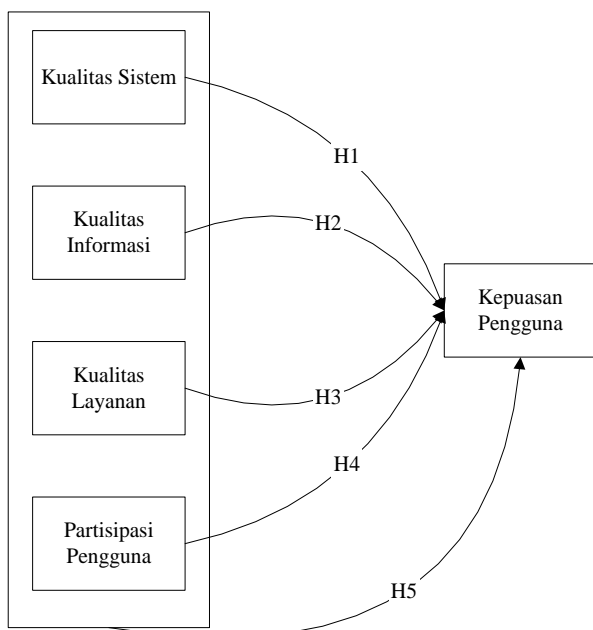 Kualitas Sistem
H1
Kualitas
Informasi
H2
Kepuasan
Pengguna
Kualitas
Layanan
H3
H4
Partisipasi
Pengguna
H5